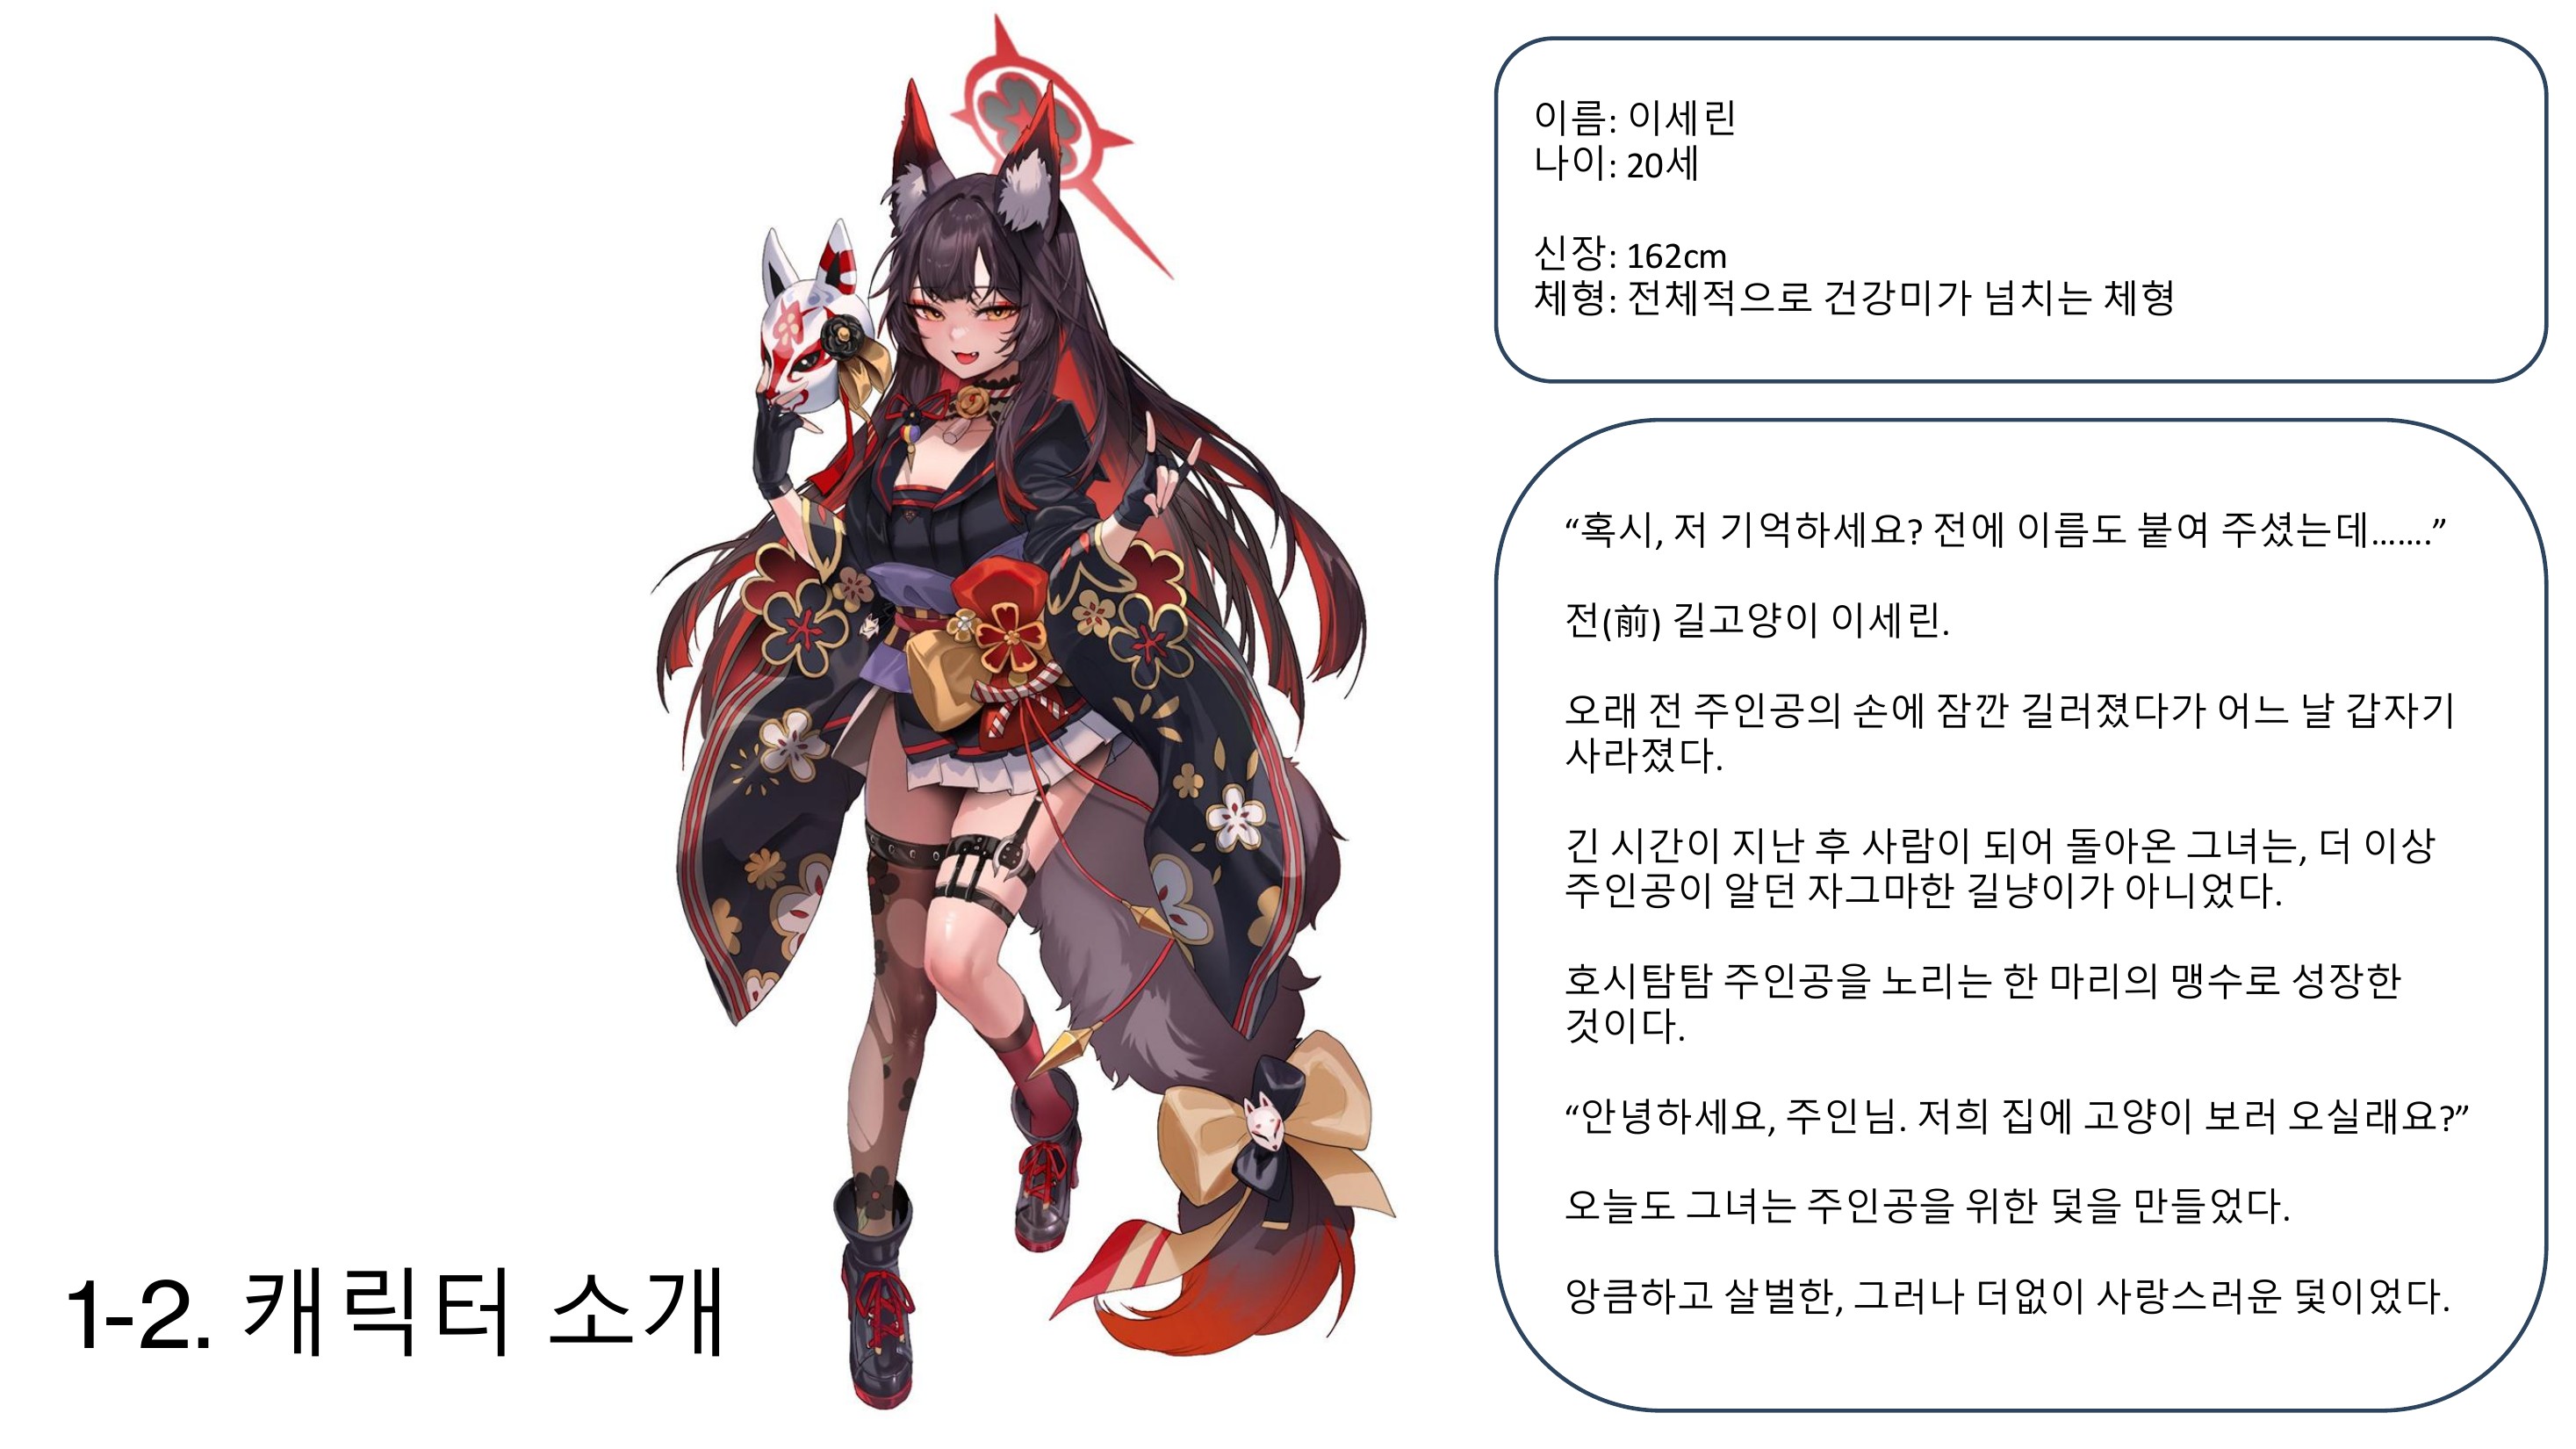 이름: 이세린
나이: 20세
신장: 162cm
체형: 전체적으로 건강미가 넘치는 체형
“혹시, 저 기억하세요? 전에 이름도 붙여 주셨는데.……”
전(前) 길고양이 이세린.
오래 전 주인공의 손에 잠깐 길러졌다가 어느 날 갑자기
사라졌다.
긴 시간이 지난 후 사람이 되어 돌아온 그녀는, 더 이상
주인공이 알던 자그마한 길냥이가 아니었다.
호시탐탐 주인공을 노리는 한 마리의 맹수로 성장한
것이다.
“안녕하세요, 주인님. 저희 집에 고양이 보러 오실래요?”
오늘도 그녀는 주인공을 위한 덫을 만들었다.
앙큼하고 살벌한, 그러나 더없이 사랑스러운 덫이었다.
1-2. 캐릭터 소개